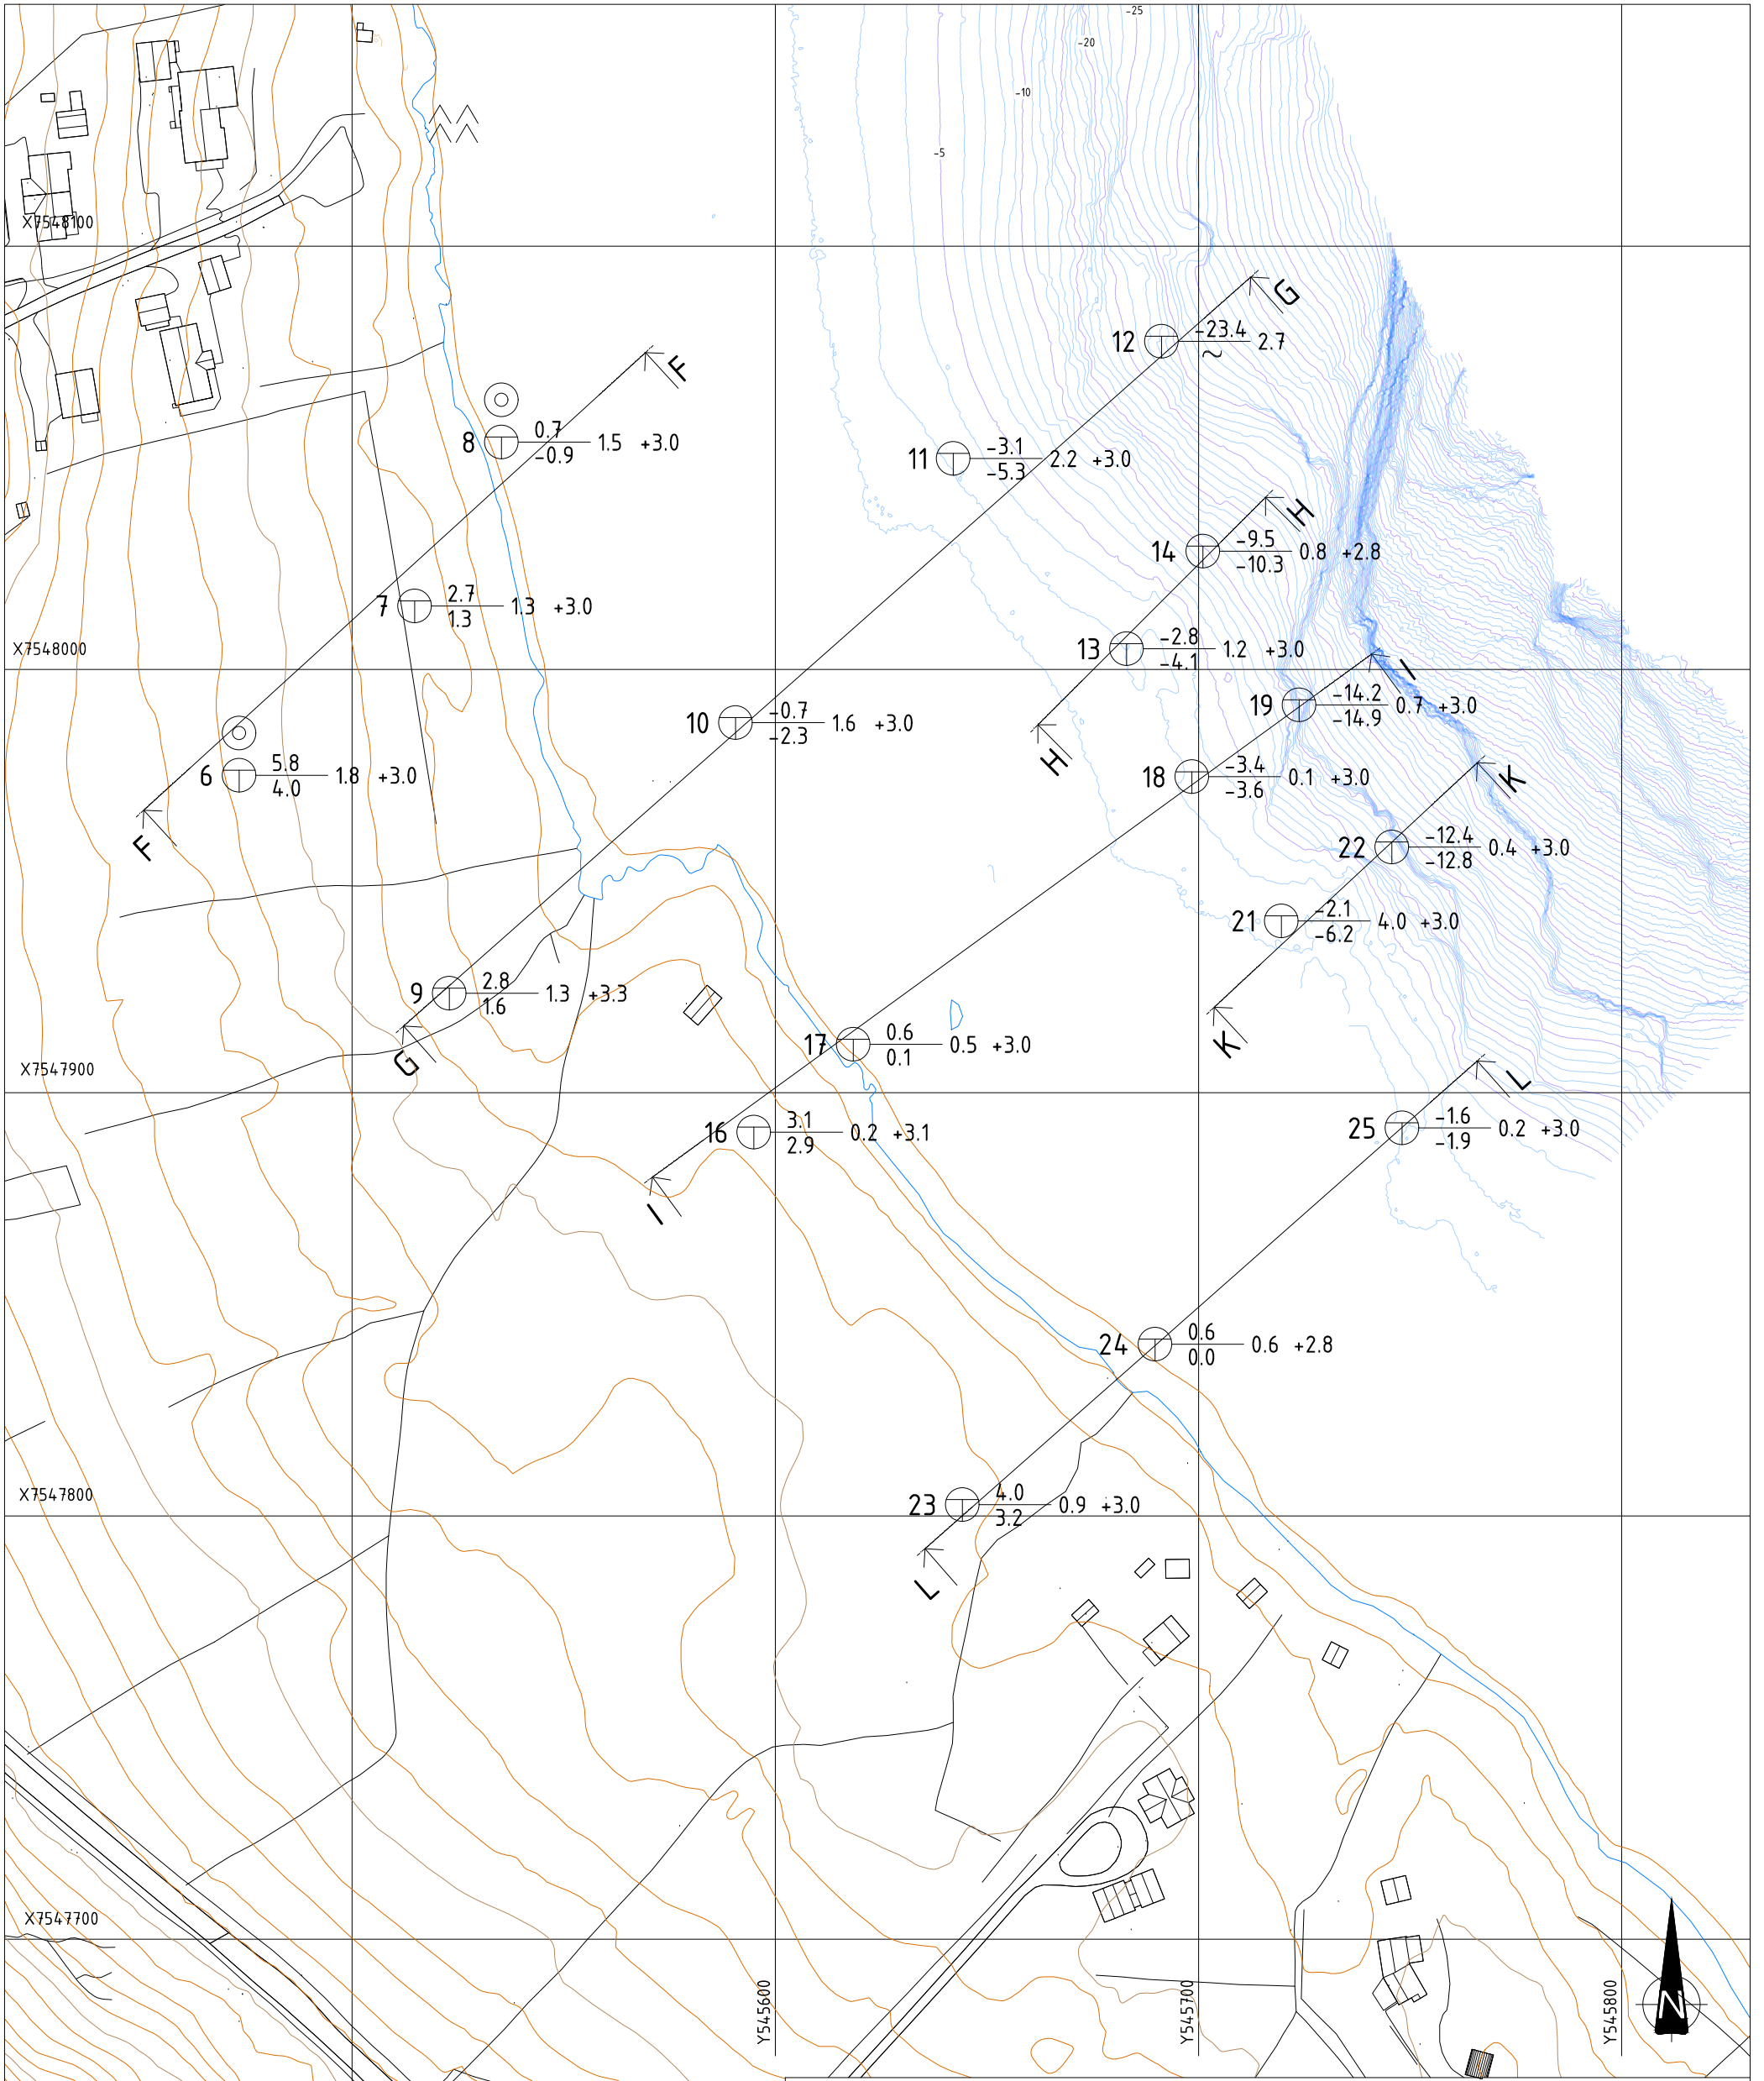 -25
-20
-10
-5
X7548100
G
12 -23.4 2.7
~
F
8 0.7 1.5 +3.0
-0.9
11 -3.1 2.2 +3.0
-5.3
H
14 -9.5 0.8 +2.8
-10.3
7 2.7 1.3 +3.0
1.3
X7548000
13 -2.8 1.2 +3.0
-4.1
I
19 -14.2 0.7 +3.0
-14.9
10 -0.7 1.6 +3.0
-2.3
H
6 5.8 1.8 +3.0
4.0
18 -3.4 0.1 +3.0
-3.6
K
F
22 -12.4 0.4 +3.0
-12.8
21 -2.1 4.0 +3.0
-6.2
9 2.8 1.3 +3.3
1.6
K
17 0.6 0.5 +3.0
0.1
G
X7547900
L
16 3.1 0.2 +3.1
2.9
25 -1.6 0.2 +3.0
-1.9
I
24 0.6 0.6 +2.8
0.0
X7547800
23 4.0 0.9 +3.0
3.2
L
X7547700
Y545600
Y545700
Y545800
N